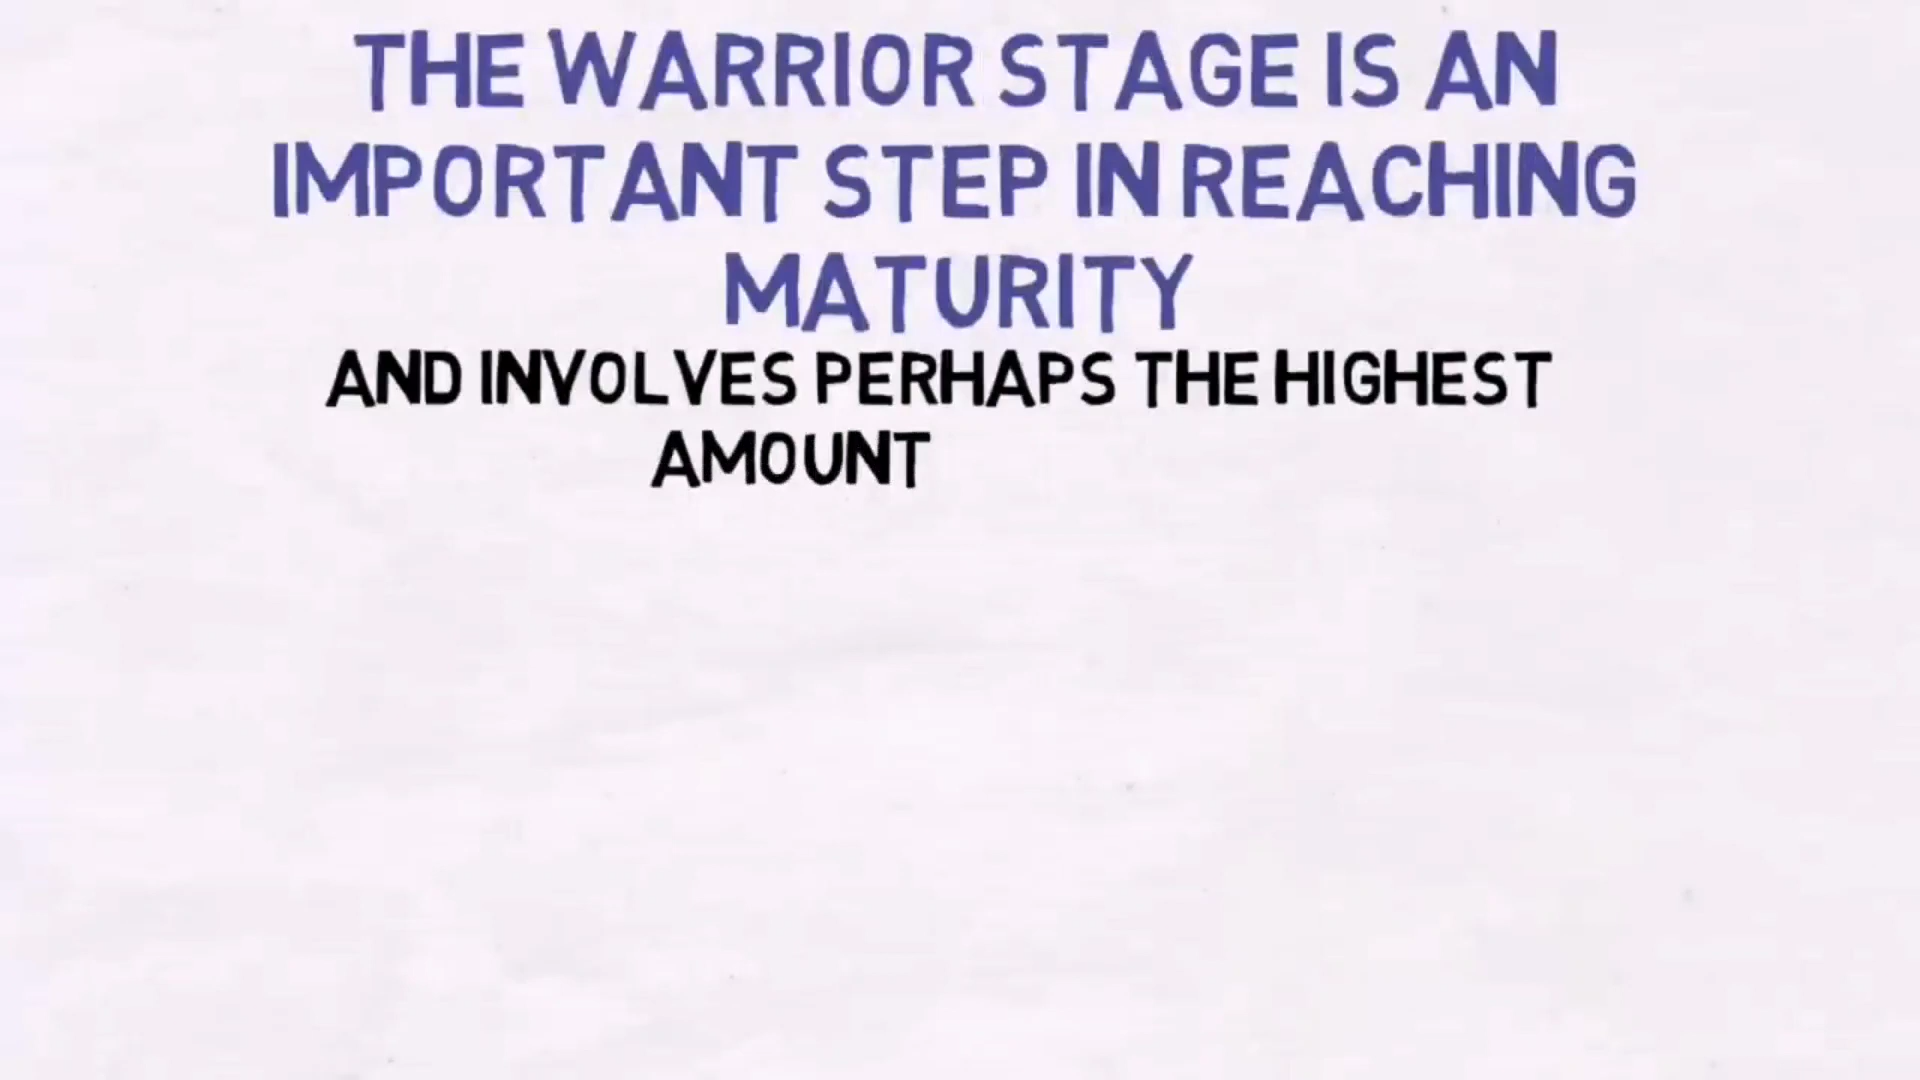 THE WARRIOR STAGE IS AN
IMPORTANT STEP IN REACHING
MATURITY
AND INVOLVES PERHAPS THE HIGHEST
AMOUNT